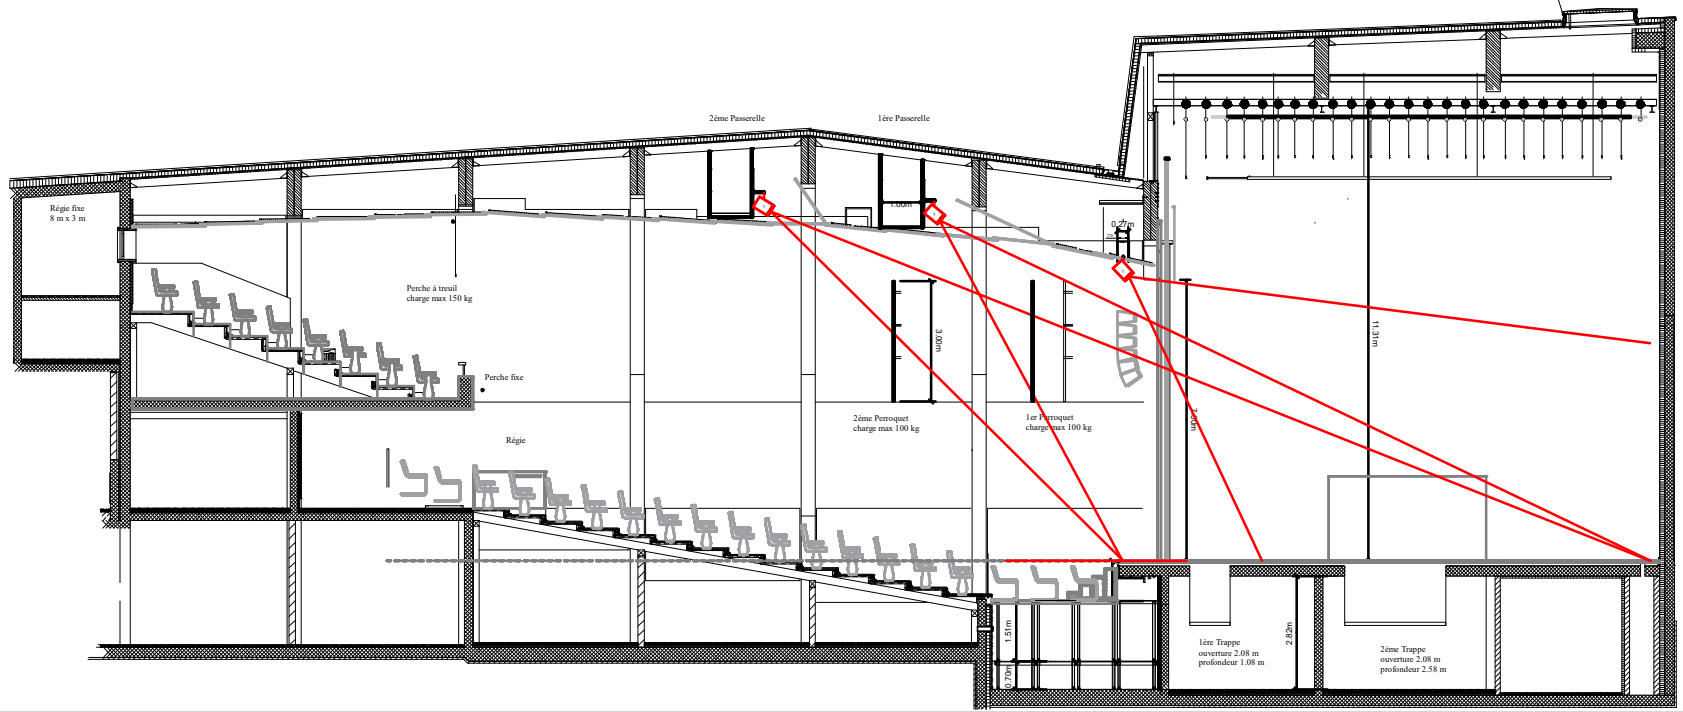 2ème Passerelle
1ère Passerelle
Régie fixe
8 m x 3 m
1.00m
0.27m
Perche à treuil
charge max 150 kg
3.00m
11.31m
Perche fixe
2ème Perroquet
charge max 100 kg
1er Perroquet
charge max 100 kg
Régie
1.51m
0.70m
2.82m
1ère Trappe
ouverture 2.08 m
profondeur 1.08 m
2ème Trappe
ouverture 2.08 m
profondeur 2.58 m